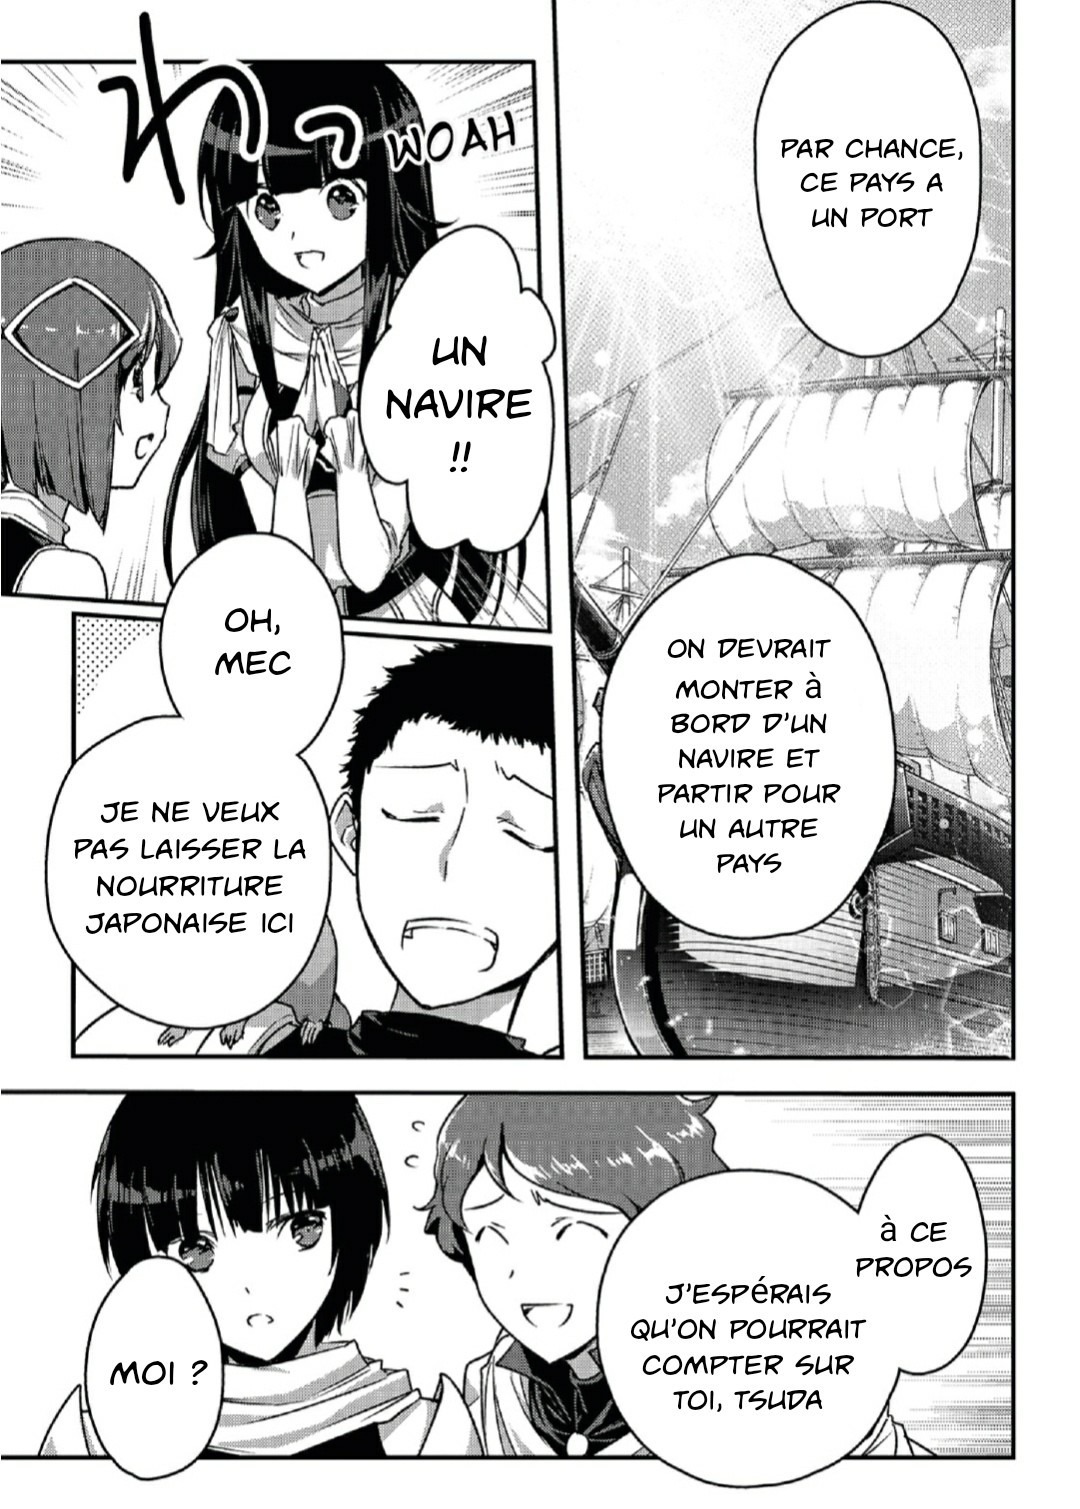 PAR CHANCE,
CE PAYS A
UN PORT
ON DEVRAIT
MONTER à
BORD D'UN
NAVIRE ET
PARTIR POUR
UN AUTRE
PAYS
わっ
WOAH
UN
NAVIRE
!!
OH,
MEC
JE NE VEUX
PAS LAISSER LA
NOURRITURE
JAPONAISE ICI
à CE
PROPOS
J'ESPéRAIS
QU'ON POURRAIT
COMPTER SUR
TOI, TSUDA
MOI ?